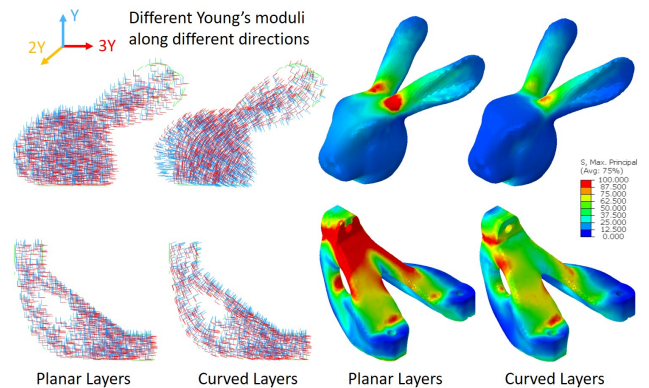 Y
2Y
3Y
Different Young's moduli
along different directions
S, Max. Principal
(Avg: 75%)
100.000
87.500
75.000
62.500
50.000
37.500
25.000
12.500
0.000
Planar Layers
Curved Layers
Planar Layers
Curved Layers